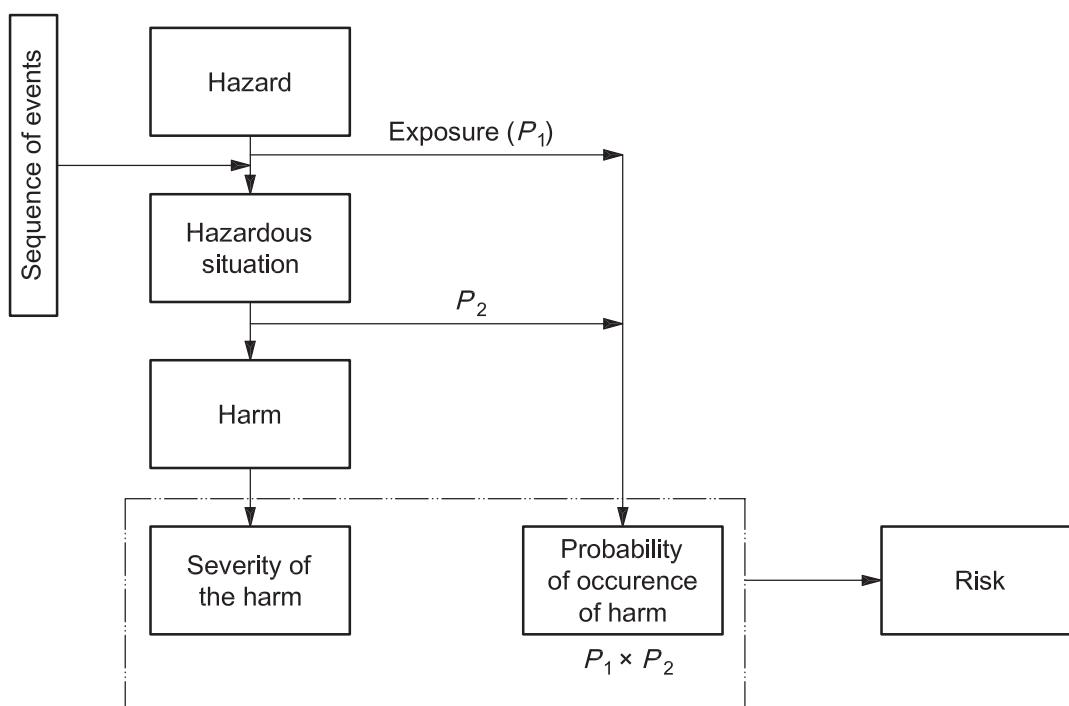 Sequence of events
Hazard
Exposure (P1)
Hazardous
situation
P2
Harm
Severity of
the harm
Probability
of occurence
of harm
P1 × P2
Risk